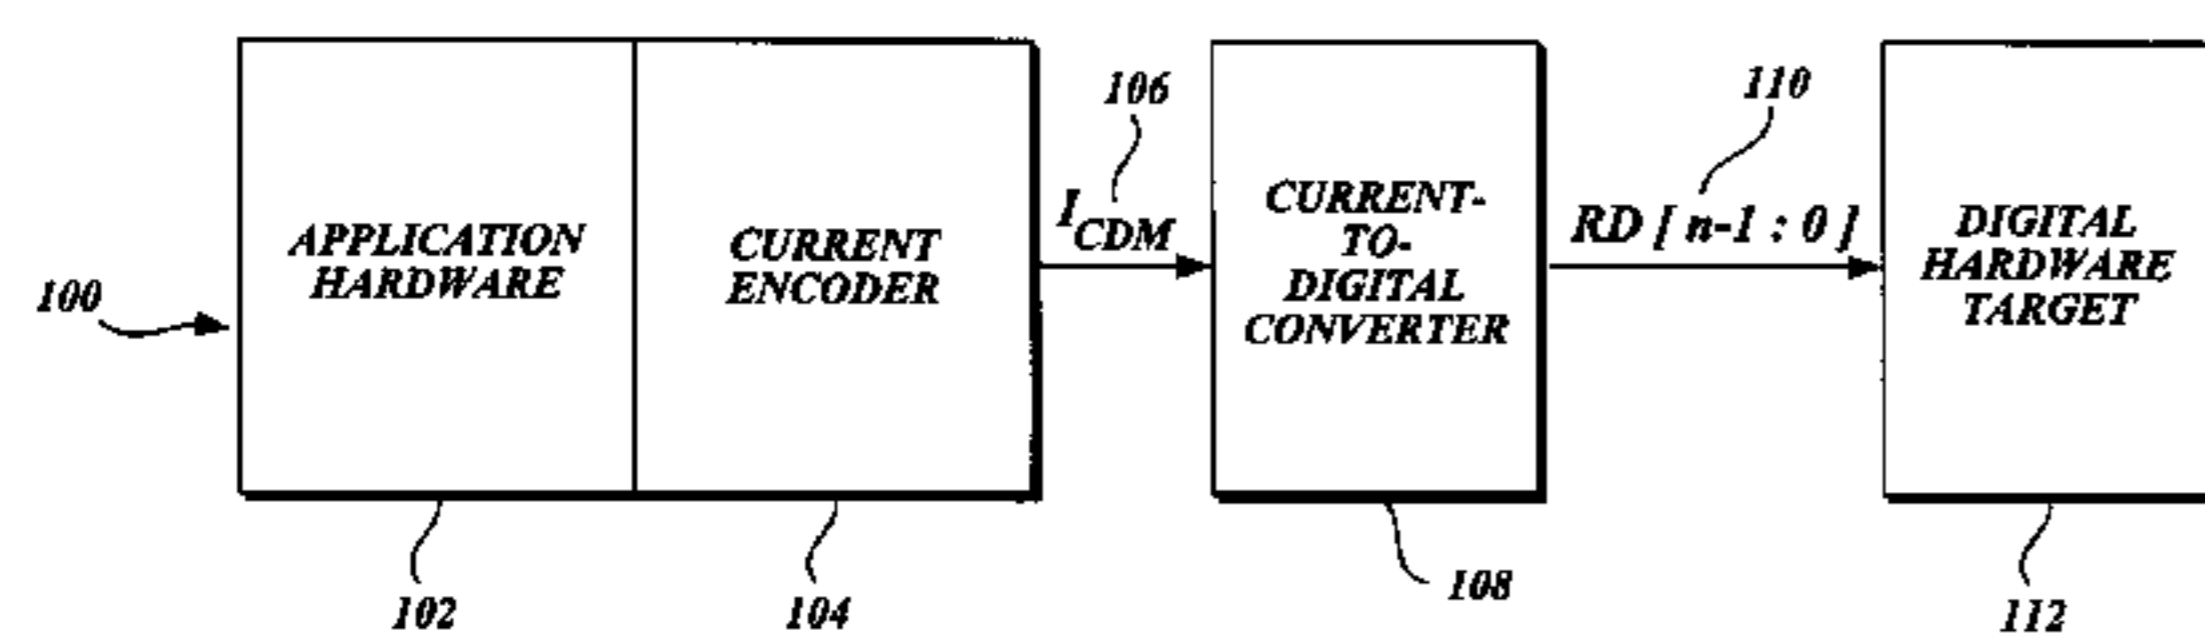 100
APPLICATION
HARDWARE
102
CURRENT
ENCODER
104
106
I CDM
CURRENT-
TO-
DIGITAL
CONVERTER
108
110
RD [ n-1 : 0 ]
DIGITAL
HARDWARE
TARGET
112